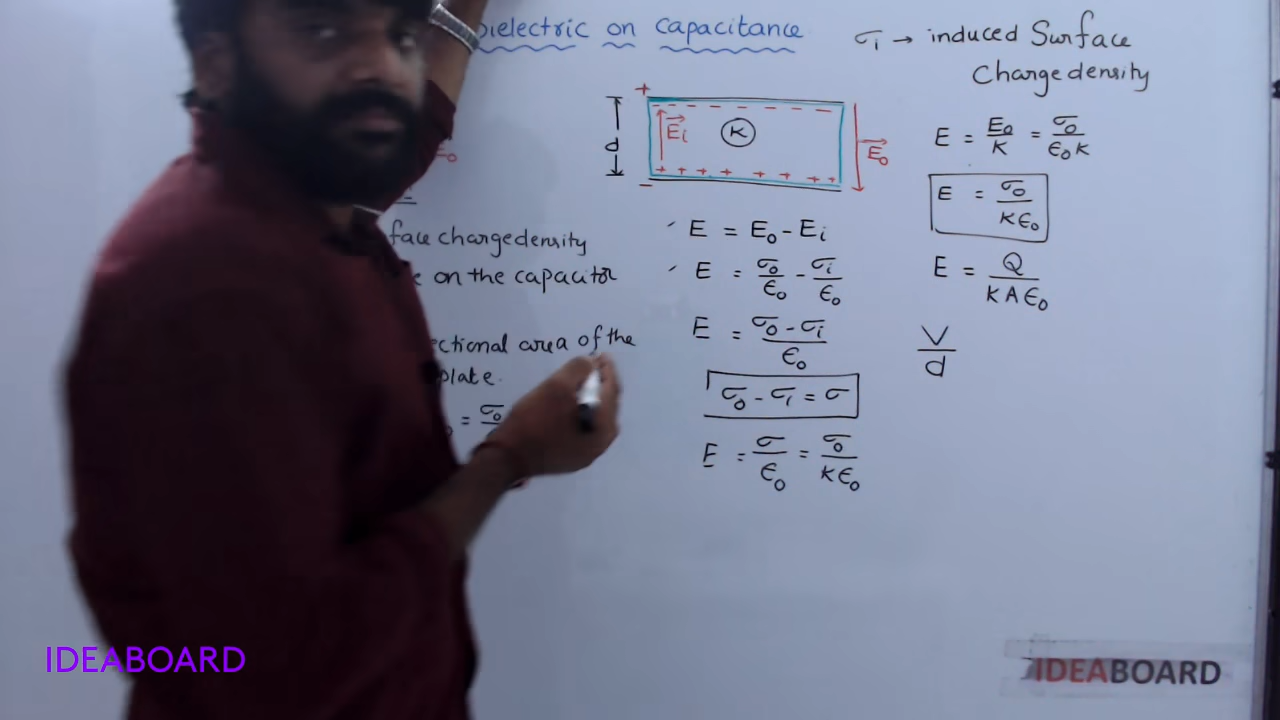 Dielectric on Capacitance
σi → induced Surface
Charge density
+
d
Ei
K
E0
- - - - - - - -
+ + + + + + + +
-
E0
E = E0/K = σ0/ϵ0K
E = σ0/Kϵ0
E = Q/KAϵ0
V/d
face charge density
on the capacitor
ectional area of the
plate.
= σ0
E = E0 - Ei
E = σ0/ϵ0 - σi/ϵ0
E = σ0 - σi/ϵ0
σ0 - σi = σ
E = σ/ϵ0 = σ0/Kϵ0
IDEABOARD
IDEABOARD